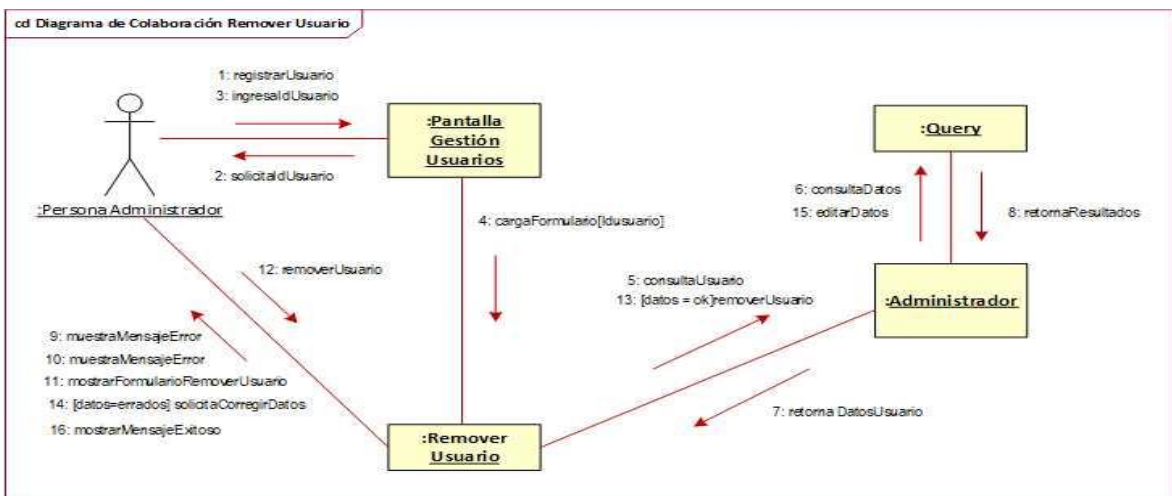 cd Diagrama de Colaboración Remover Usuario
1: registrarUsuario
3: ingresaIdUsuario
:Pantalla
Gestión
Usuarios
:Query
2: solicitaIdUsuario
:Persona Administrador
6: consultaDatos
15: editarDatos
8: retornaResultados
4: cargaFormulario[Idusuario]
12: removerUsuario
5: consultaUsuario
13: [datos = ok]removerUsuario
:Administrador
9: muestraMensajeError
10: muestraMensajeError
11: mostrarFormularioRemoverUsuario
14: [datos=errados] solicitaCorregirDatos
16: mostrarMensajeExitoso
7: retorna DatosUsuario
:Remover
Usuario